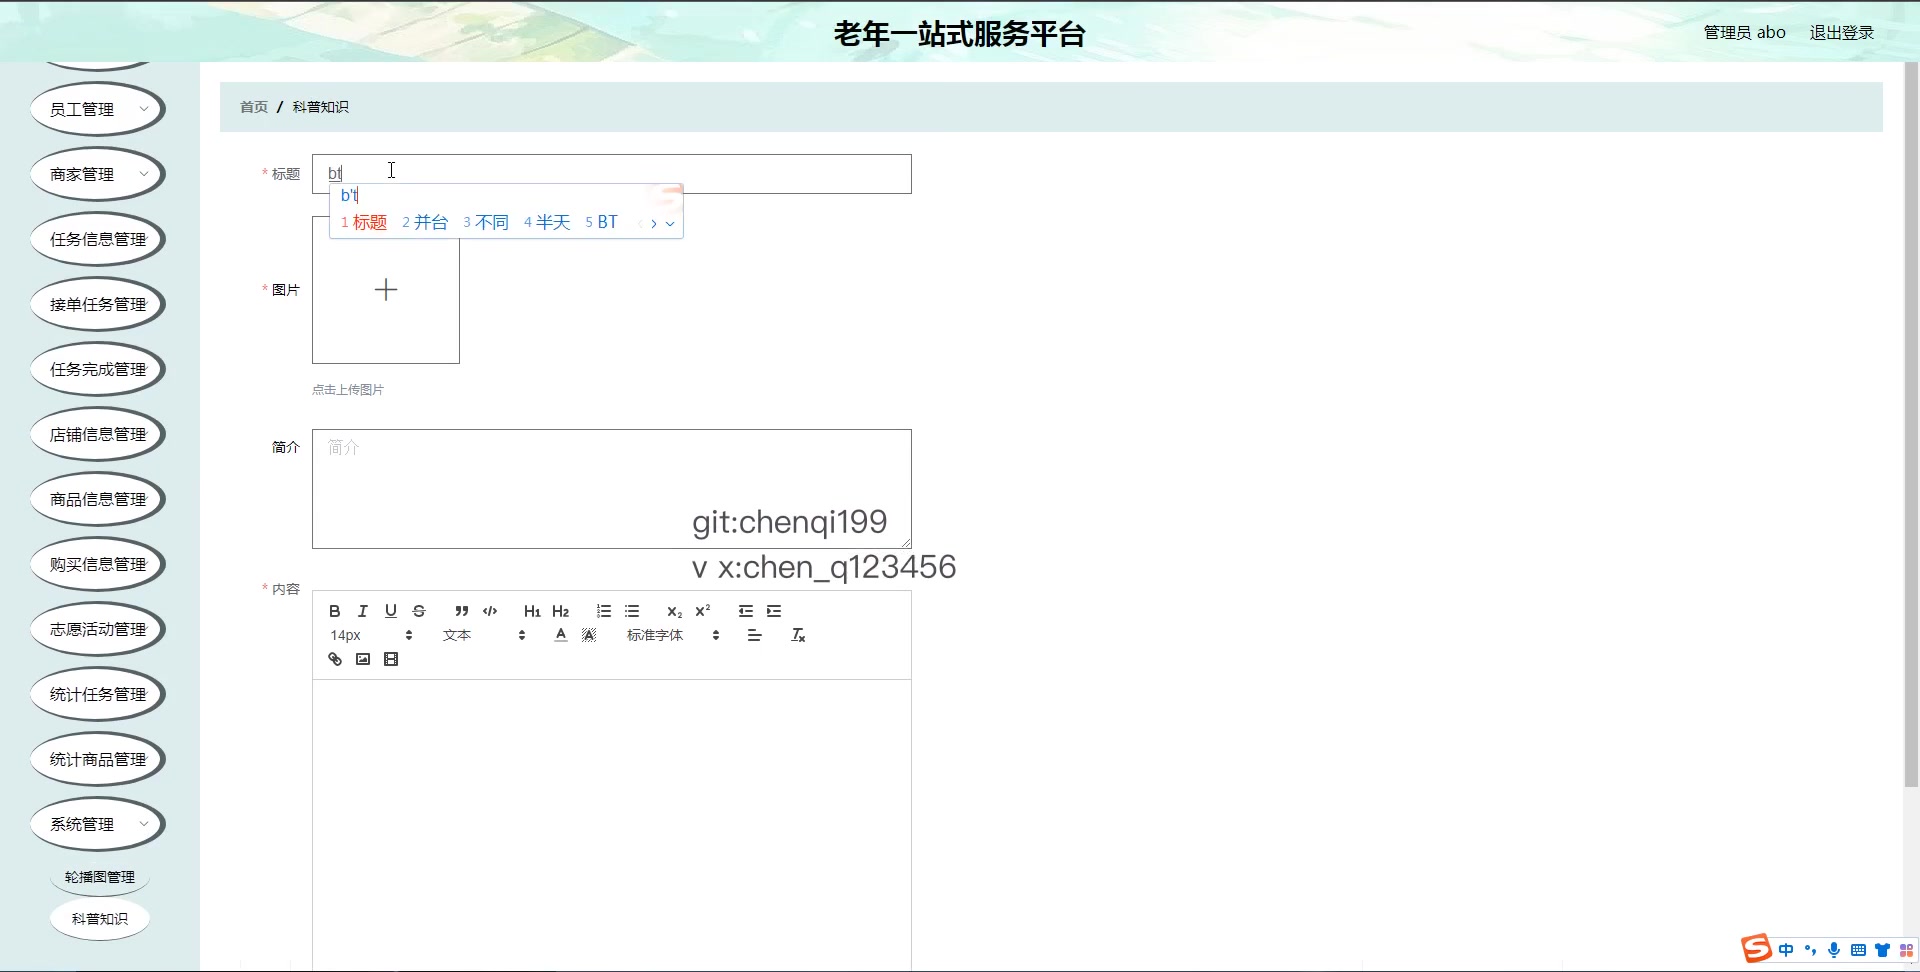 老年一站式服务平台
管理员 abo
退出登录
员工管理
商家管理
任务信息管理
接单任务管理
任务完成管理
店铺信息管理
商品信息管理
购买信息管理
志愿活动管理
统计任务管理
统计商品管理
系统管理
轮播图管理
科普知识
首页 / 科普知识
* 标题
bt
b't
1 标题 2 并台 3 不同 4 半天 5 BT
* 图片
点击上传图片
简介
简介
git:chenqi199
v x:chen_q123456
* 内容
B I U S H1 H2 X₂ X²
14px 文本 A A 标准字体 Tx
S 中